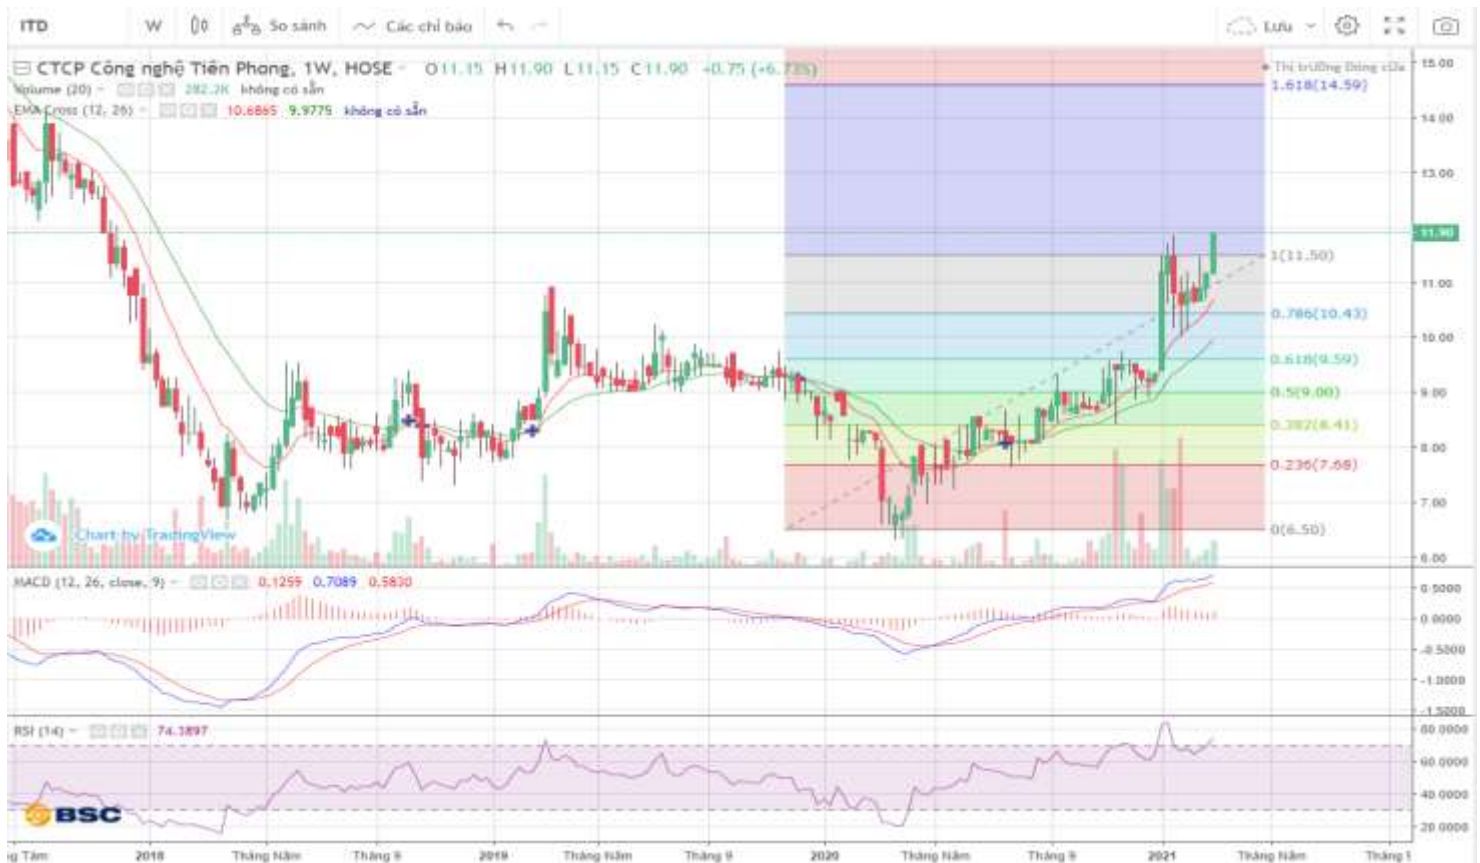 ITD W So sánh Các chỉ báo Lưu
CTCP Công nghệ Tiên Phong, 1W, HOSE O11.15 H11.90 L11.15 C11.90 +0.75 (+6.73%)
Thị trường Đóng cửa
Volume (20) 282.2K không có sẵn
EMA Cross (12, 26) 10.6865 9.9775 không có sẵn
1.618(14.59)
1(11.50)
0.786(10.43)
0.618(9.59)
0.5(9.00)
0.382(8.41)
0.236(7.68)
0(6.50)
15.00
14.00
13.00
11.90
11.00
10.00
9.00
8.00
7.00
6.00
Chart by TradingView
MACD (12, 26, close, 9) 0.1259 0.7089 0.5830
0.5000
0.0000
-0.5000
-1.0000
-1.5000
RSI (14) 74.3897
80.0000
60.0000
40.0000
20.0000
BSC
g Tám 2018 Tháng Năm Tháng 9 2019 Tháng Năm Tháng 9 2020 Tháng Năm Tháng 9 2021 Tháng Năm Tháng